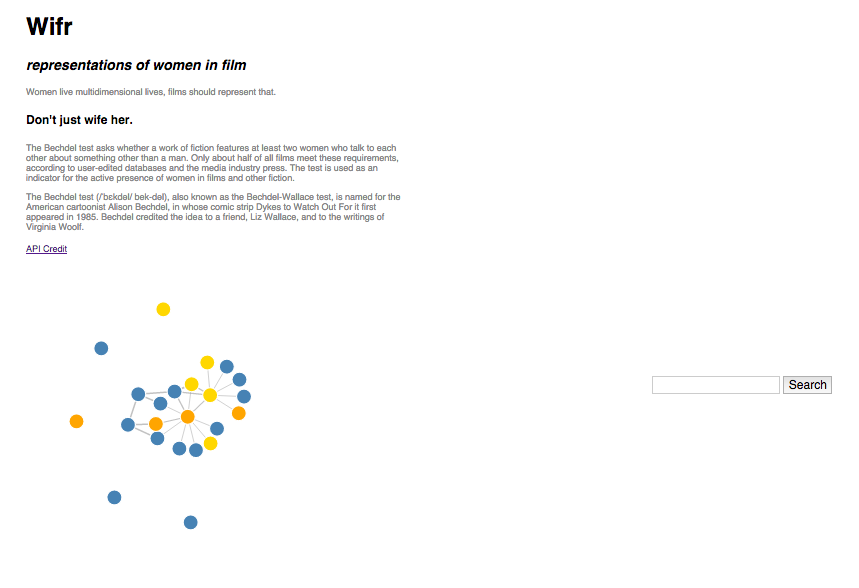 Wifr
representations of women in film
Women live multidimensional lives, films should represent that.
Don't just wife her.
The Bechdel test asks whether a work of fiction features at least two women who talk to each
other about something other than a man. Only about half of all films meet these requirements,
according to user-edited databases and the media industry press. The test is used as an
indicator for the active presence of women in films and other fiction.
The Bechdel test (/ˈbɛkdəl/ bek-dəl), also known as the Bechdel-Wallace test, is named for the
American cartoonist Alison Bechdel, in whose comic strip Dykes to Watch Out For it first
appeared in 1985. Bechdel credited the idea to a friend, Liz Wallace, and to the writings of
Virginia Woolf.
API Credit
Search